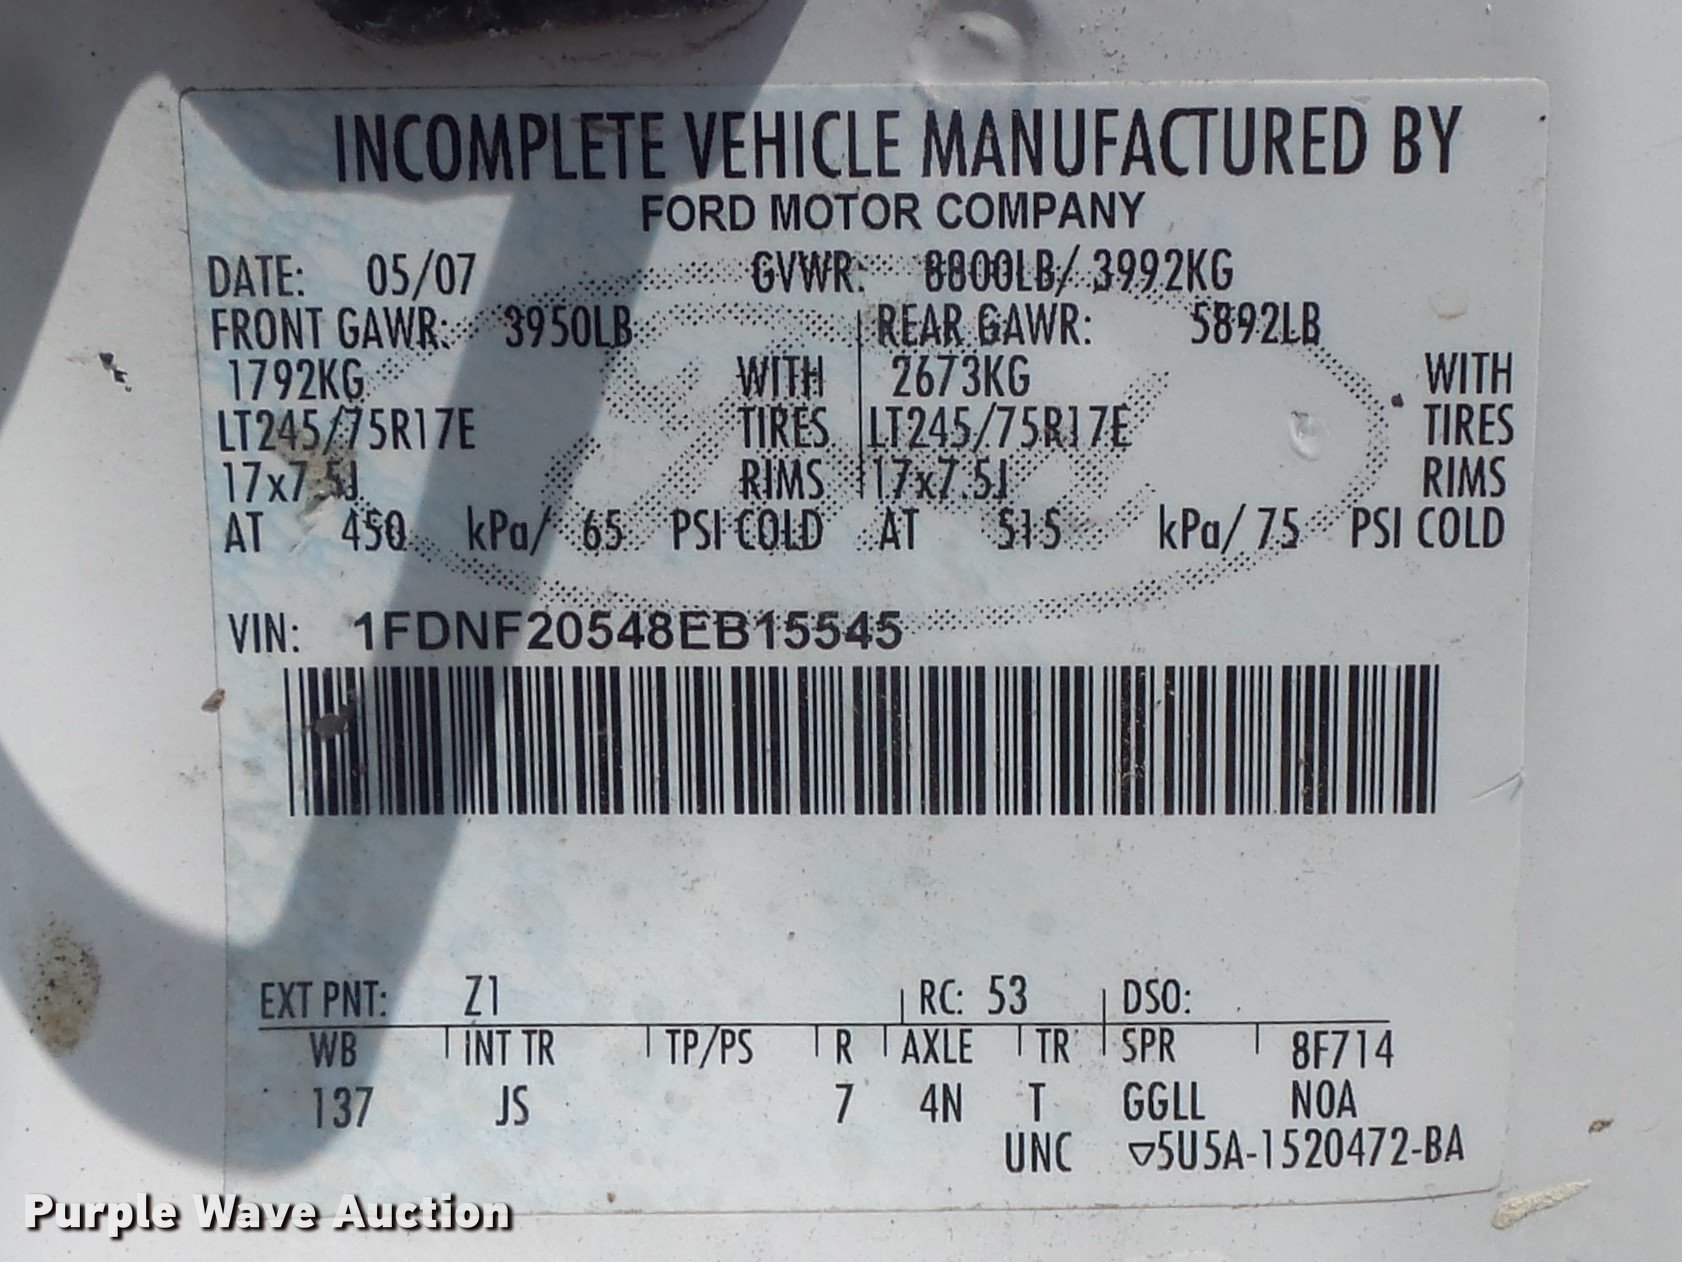 INCOMPLETE VEHICLE MANUFACTURED BY
FORD MOTOR COMPANY
DATE: 05/07 GVWR: 8800LB/ 3992KG
FRONT GAWR: 3950LB REAR GAWR: 5892LB
1792KG WITH 2673KG WITH
LT245/75R17E TIRES LT245/75R17E TIRES
17x7.5J RIMS 17x7.5J RIMS
AT 450 kPa/ 65 PSI COLD AT 515 kPa/ 75 PSI COLD
VIN: 1FDNF20548EB15545
EXT PNT: Z1 RC: 53 DSO:
WB INT TR TP/PS R AXLE TR SPR 8F714
137 JS 7 4N T GGLL NOA
UNC ▽5U5A-1520472-BA
Purple Wave Auction